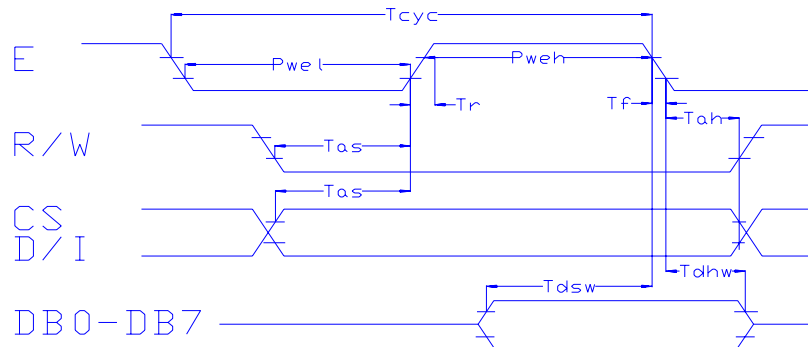 Tcyc
E
Pwel
Pweh
Tr
Tf
Tah
R/W
Tas
Tas
CS
D/I
Tdhw
Tdsw
DB0-DB7